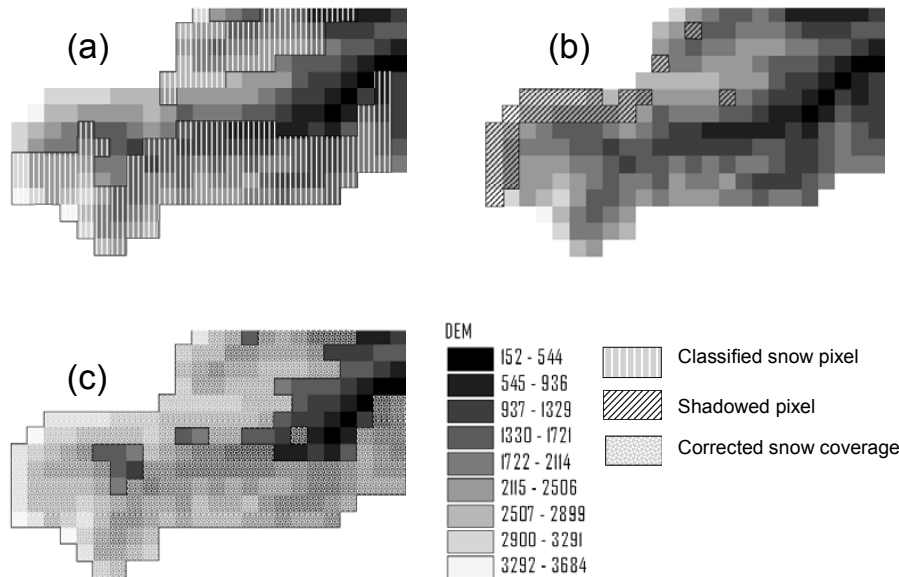 (a)
(b)
(c)
DEM
152 - 544
545 - 936
937 - 1329
1330 - 1721
1722 - 2114
2115 - 2506
2507 - 2899
2900 - 3291
3292 - 3684
Classified snow pixel
Shadowed pixel
Corrected snow coverage